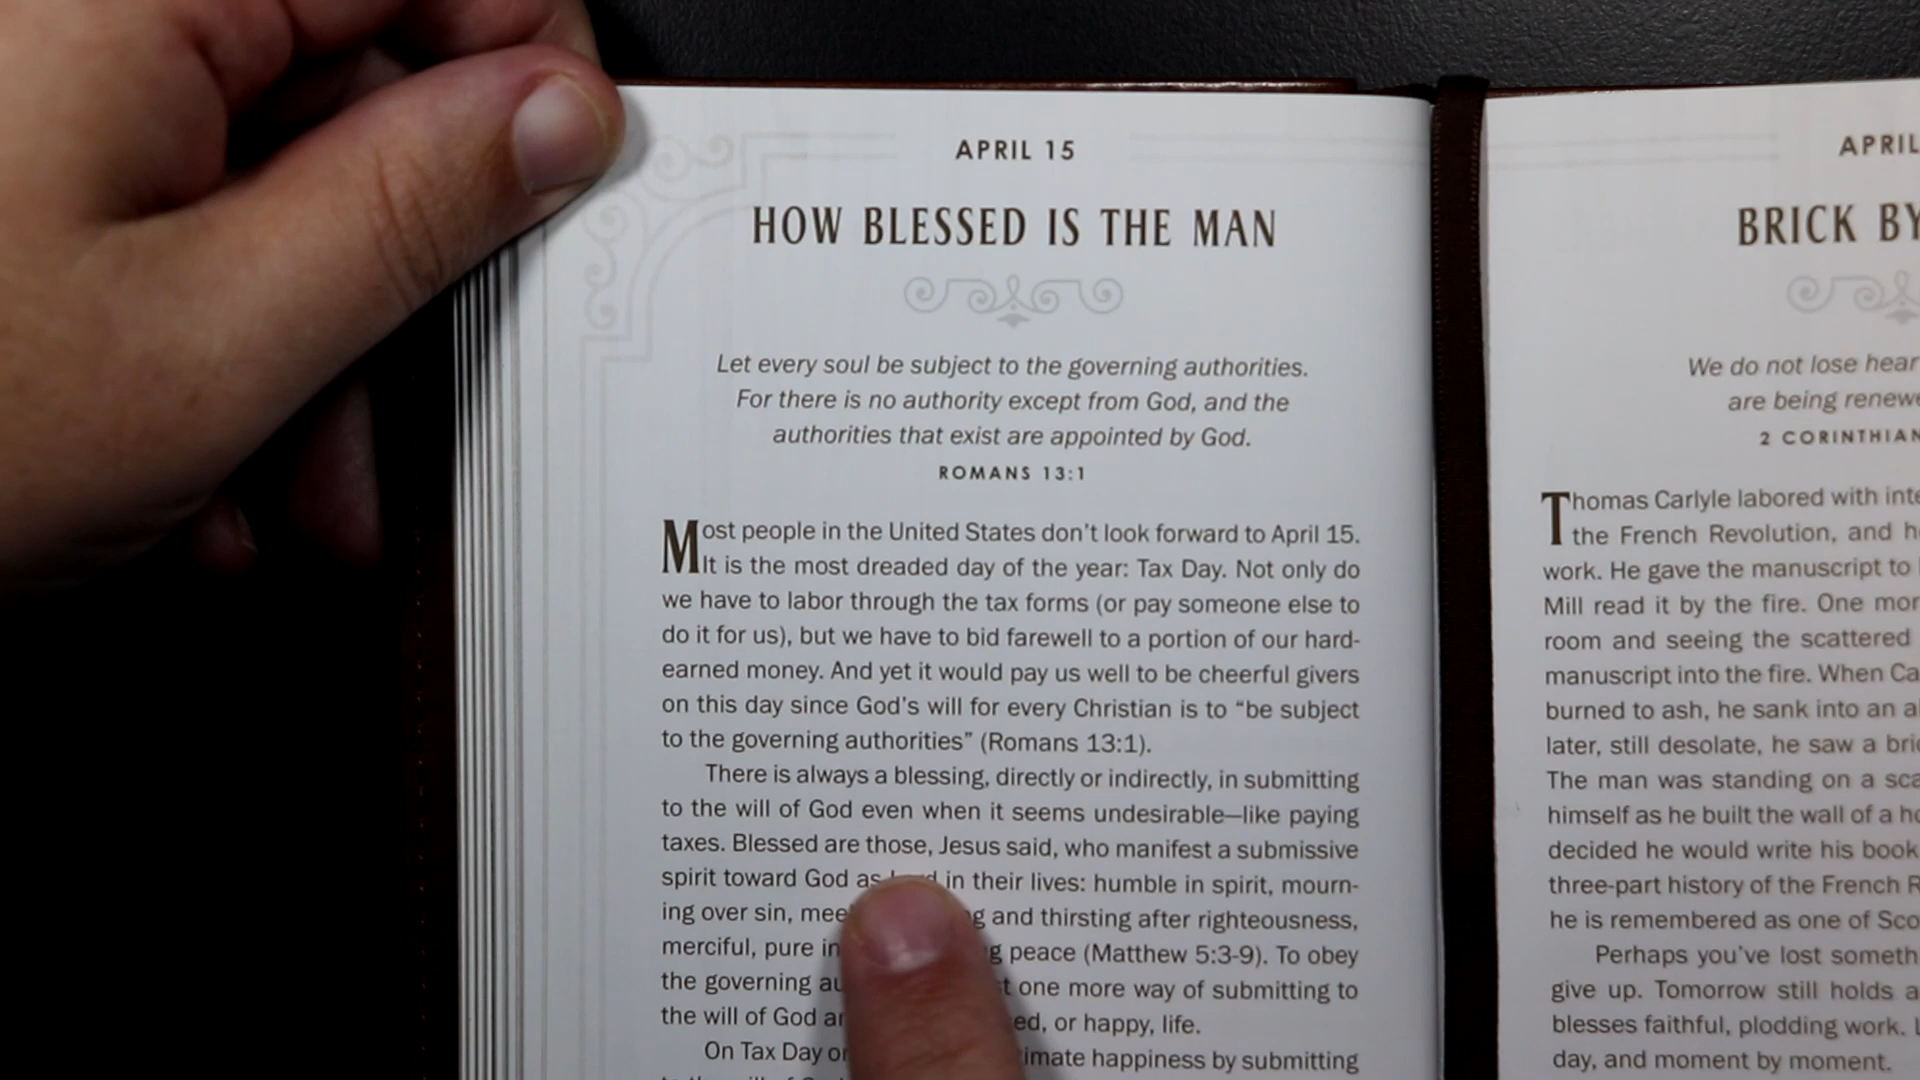 APRIL 15
HOW BLESSED IS THE MAN
Let every soul be subject to the governing authorities.
For there is no authority except from God, and the
authorities that exist are appointed by God.
ROMANS 13:1
Most people in the United States don't look forward to April 15.
It is the most dreaded day of the year: Tax Day. Not only do
we have to labor through the tax forms (or pay someone else to
do it for us), but we have to bid farewell to a portion of our hard-
earned money. And yet it would pay us well to be cheerful givers
on this day since God's will for every Christian is to “be subject
to the governing authorities” (Romans 13:1).
There is always a blessing, directly or indirectly, in submitting
to the will of God even when it seems undesirable—like paying
taxes. Blessed are those, Jesus said, who manifest a submissive
spirit toward God as in their lives: humble in spirit, mourn-
ing over sin, and thirsting after righteousness,
merciful, pure in peace (Matthew 5:3-9). To obey
the governing one more way of submitting to
the will of God or happy, life.
On Tax Day happiness by submitting
APRIL
BRICK BY
We do not lose
are being
2
Thomas Carlyle labored with
the French Revolution, and
work. He gave the manuscript to
Mill read it by the fire. One
room and seeing the scattered
manuscript into the fire. When
burned to ash, he sank into an
later, still desolate, he saw a
The man was standing on a
himself as he built the wall of a
decided he would write his book
three-part history of the French
he is remembered as one of
Perhaps you've lost
give up. Tomorrow still holds
blesses faithful, plodding work.
day, and moment by moment.